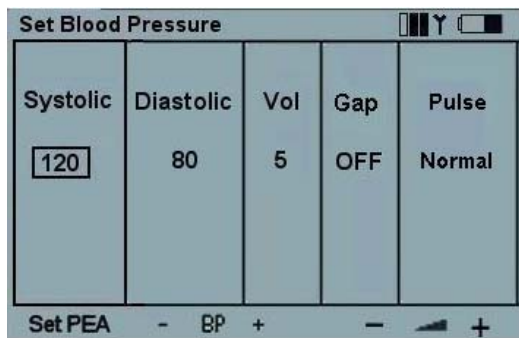 Set Blood Pressure
Systolic Diastolic Vol Gap Pulse
120 80 5 OFF Normal
Set PEA - BP + - +